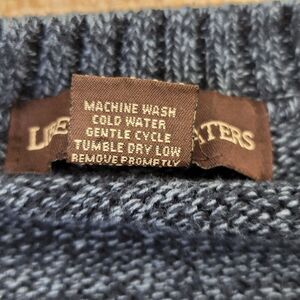 MACHINE WASH
COLD WATER
GENTLE CYCLE
TUMBLE DRY LOW
REMOVE PROMPTLY